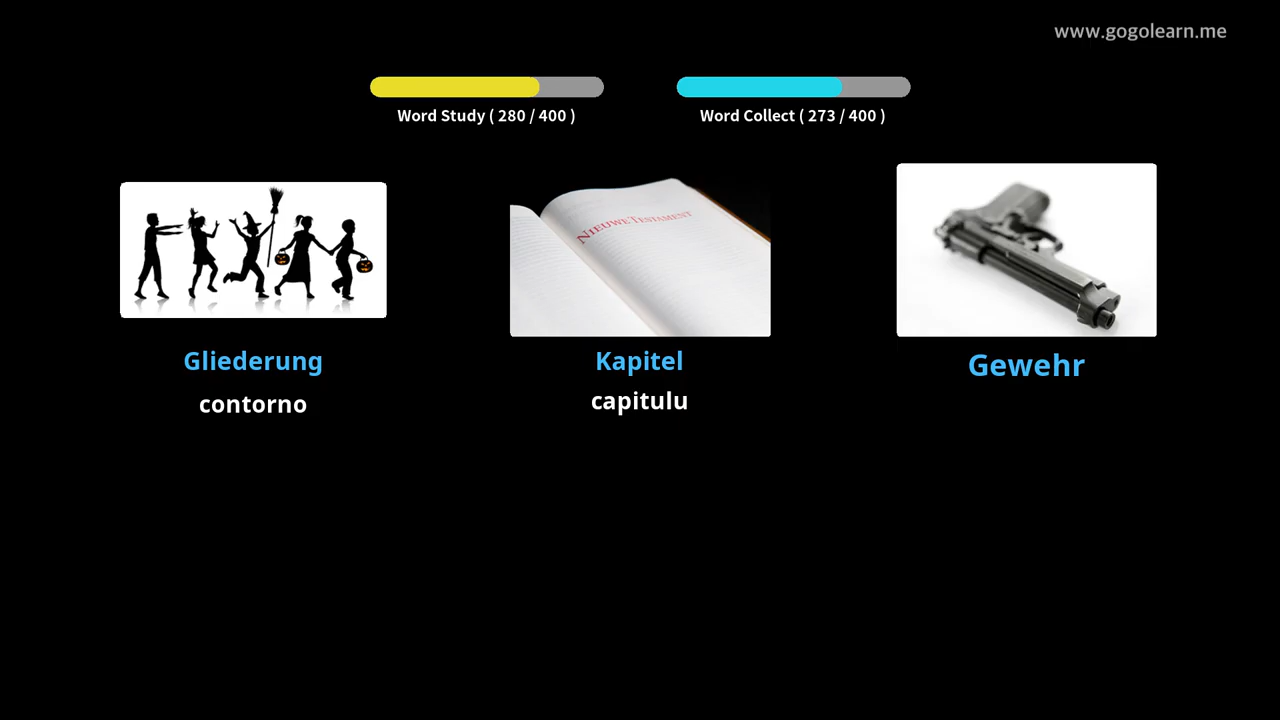 www.gogolearn.me
Word Study ( 280 / 400 )
Word Collect ( 273 / 400 )
NIEUWE TESTAMENT
Gliederung
contorno
Kapitel
capitulu
Gewehr